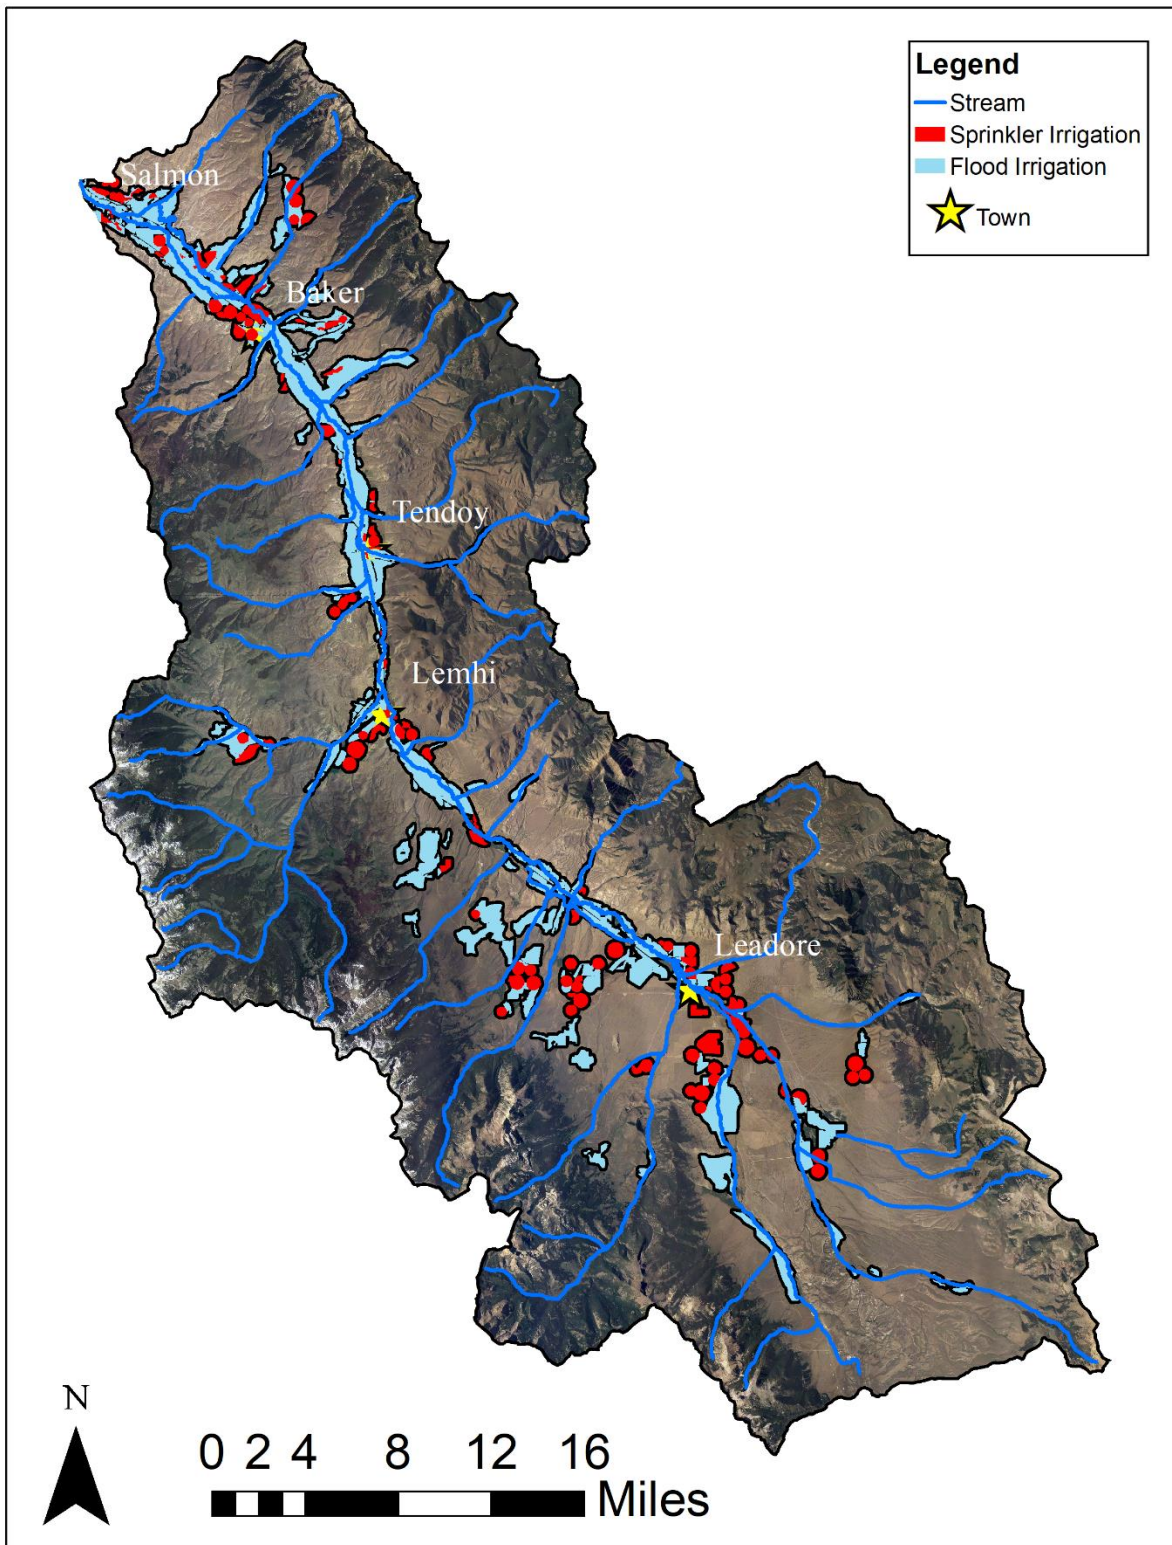 Legend
Stream
Sprinkler Irrigation
Flood Irrigation
Town
Salmon
Baker
Tendoy
Lemhi
Leadore
N
0 2 4 8 12 16
Miles